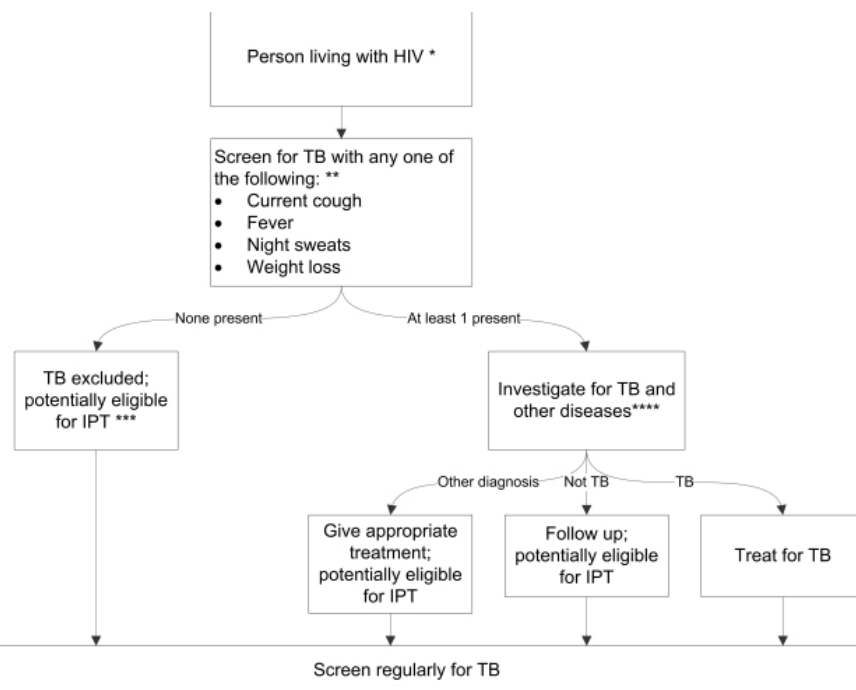 Person living with HIV *
Screen for TB with any one of
the following: **
• Current cough
• Fever
• Night sweats
• Weight loss
None present
At least 1 present
TB excluded;
potentially eligible
for IPT ***
Investigate for TB and
other diseases****
Other diagnosis
Not TB
TB
Give appropriate
treatment;
potentially eligible
for IPT
Follow up;
potentially eligible
for IPT
Treat for TB
Screen regularly for TB